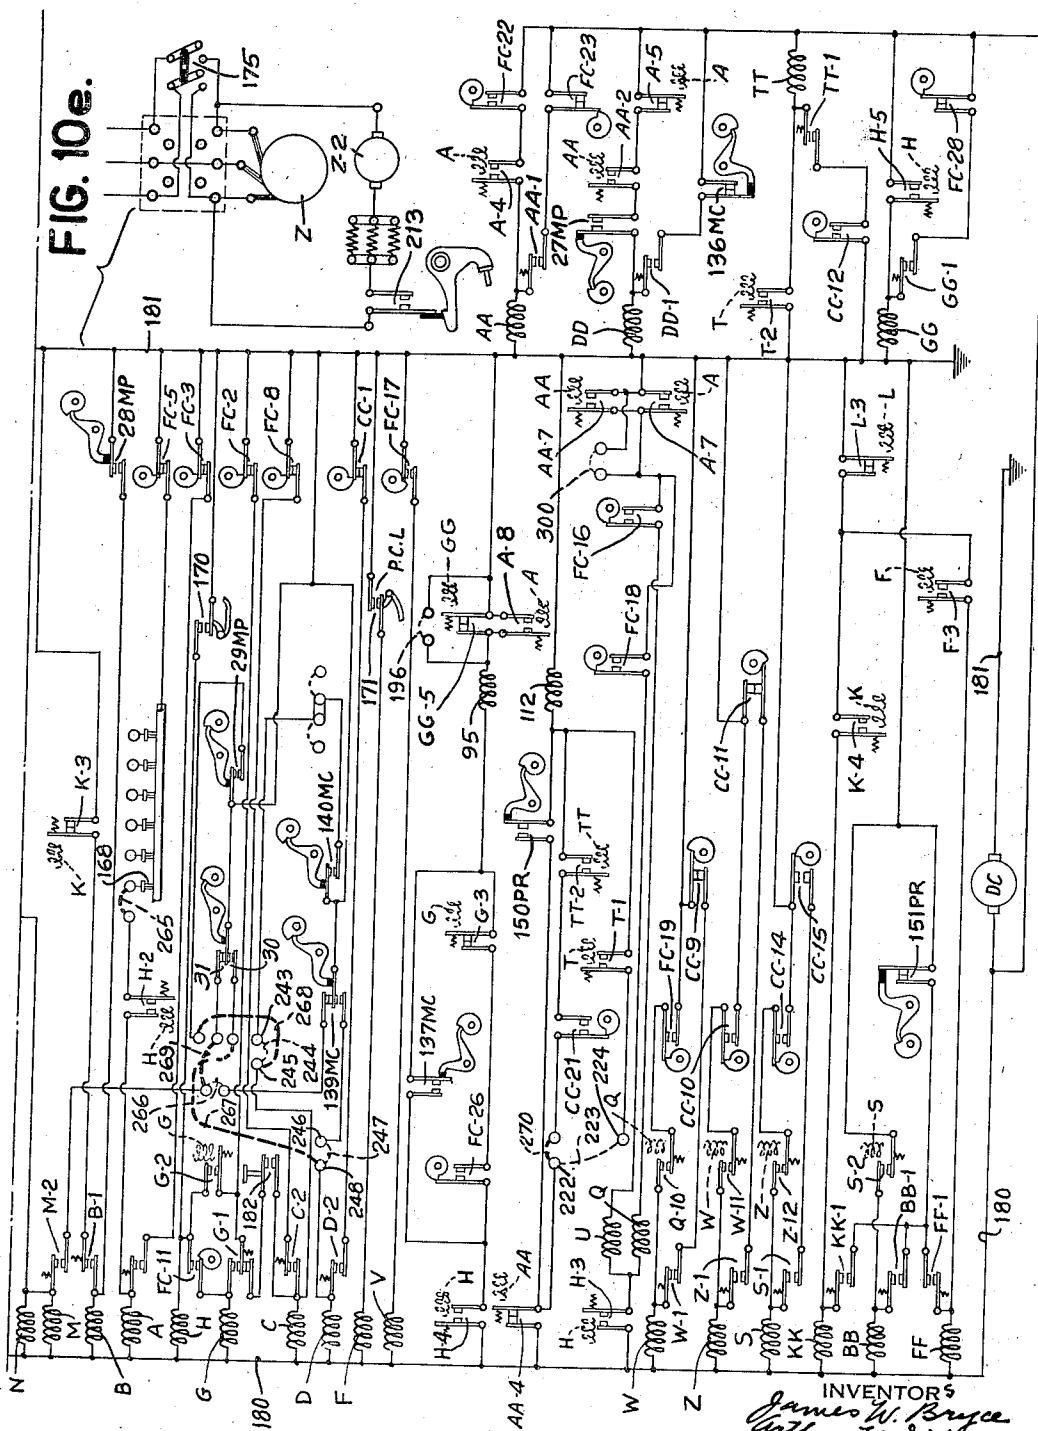 FIG. 10e.
175
Z
Z-2
213
181
28MP
FC-5
FC-3
FC-2
FC-8
CC-1
FC-17
P.C.L
171
196
170
29MP
140MC
K-3
K
168
265
H-2
H
31
30
243
268
244
245
139MC
269
266
G
267
G
G-2
246
247
248
182
M-2
B-1
FC-11
G-1
C-2
D-2
V
N
M
B
A
H
G
C
D
F
180
FC-22
A
A-4
AA-1
AA
FC-23
AA
AA-2
A-5
A
27MP
DD
DD-1
136MC
TT
TT-1
T
T-2
CC-12
H-5
H
FC-28
GG-1
GG
GG
GG-5
A-8
A
95
AA
AA-7
A
A-7
300
FC-16
FC-18
112
150PR
TT
TT-2
T
T-1
G
G-3
137MC
FC-26
H
H-4
AA
AA-4
CC-21
270
222
223
224
Q
Q
U
H-3
H
FC-19
CC-9
CC-10
CC-11
CC-14
CC-15
Q-10
W-1
W
W
W-11
Z-1
Z
Z
Z-12
S-1
S
L-3
L
F
F-3
K-4
K
151PR
S
S-2
KK-1
KK
BB-1
BB
FF-1
FF
181
DC
180
INVENTORS
James W. Bryce